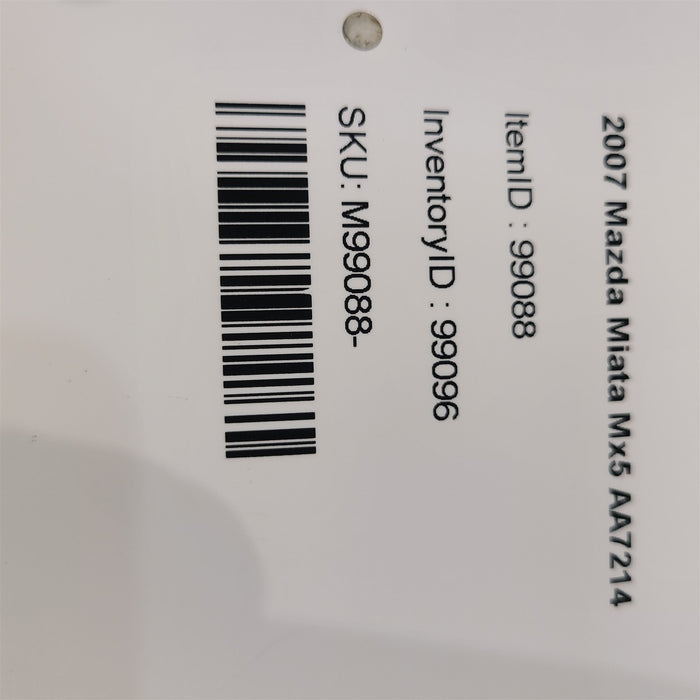 2007 Mazda Miata Mx5 AA7214
ItemID : 99088
InventoryID : 99096
SKU: M99088-